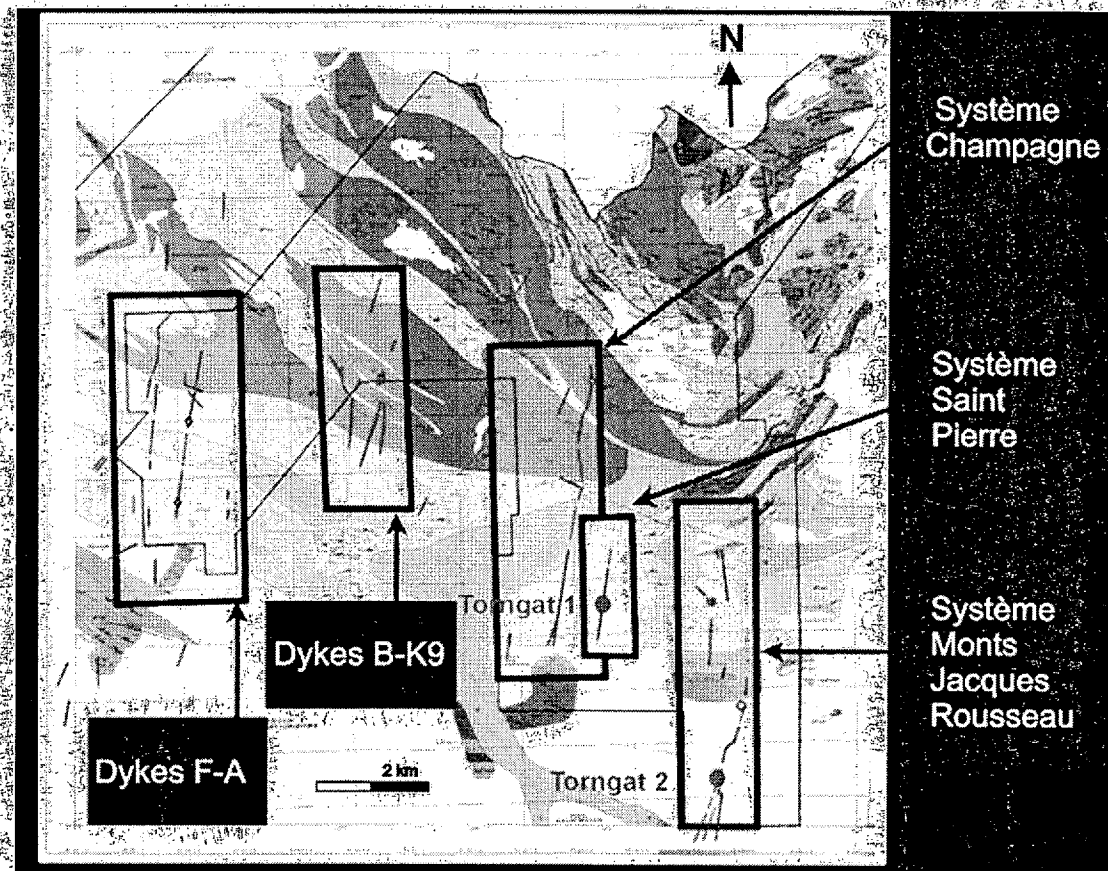 N
Système
Champagne
Système
Saint
Pierre
Torngat 1
Système
Monts
Jacques
Rousseau
Dykes B-K9
Dykes F-A
2 km
Torngat 2